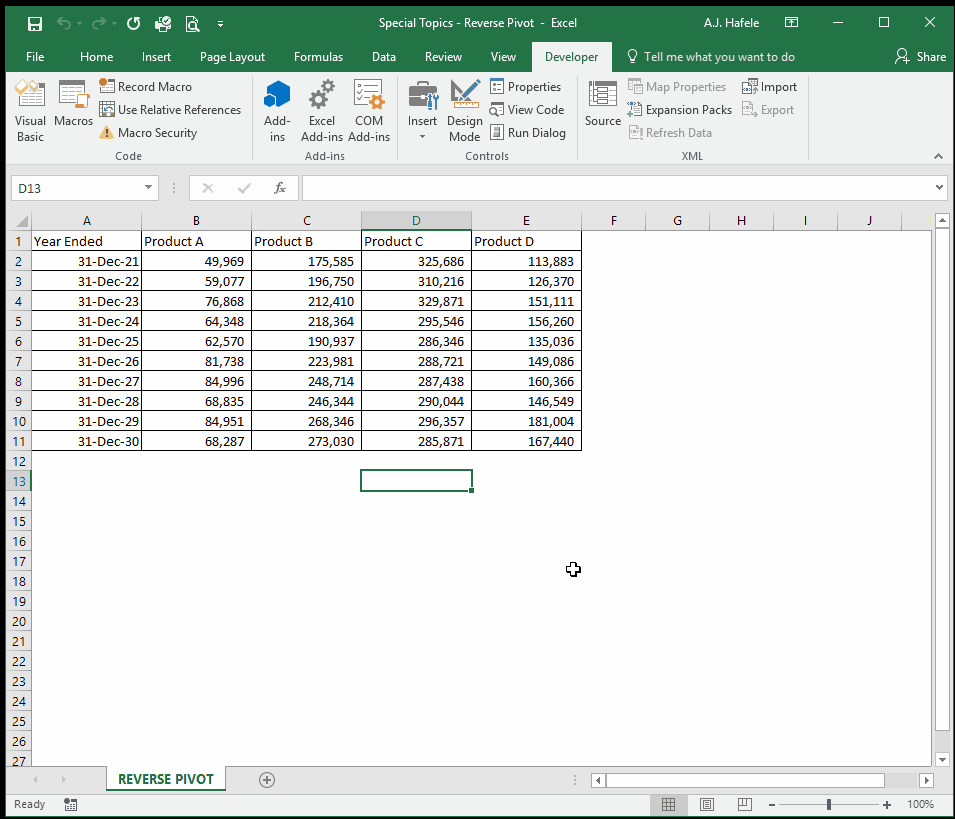 Special Topics - Reverse Pivot - Excel
A.J. Hafele
File Home Insert Page Layout Formulas Data Review View Developer Tell me what you want to do Share
Visual Basic
Macros
Record Macro
Use Relative References
Macro Security
Code
Add-ins
Excel Add-ins
COM Add-ins
Add-ins
Insert
Design Mode
Properties
View Code
Run Dialog
Controls
Source
Map Properties
Expansion Packs
Refresh Data
Import
Export
XML
D13 fx
A B C D E F G H I J
1 Year Ended Product A Product B Product C Product D
2 31-Dec-21 49,969 175,585 325,686 113,883
3 31-Dec-22 59,077 196,750 310,216 126,370
4 31-Dec-23 76,868 212,410 329,871 151,111
5 31-Dec-24 64,348 218,364 295,546 156,260
6 31-Dec-25 62,570 190,937 286,346 135,036
7 31-Dec-26 81,738 223,981 288,721 149,086
8 31-Dec-27 84,996 248,714 287,438 160,366
9 31-Dec-28 68,835 246,344 290,044 146,549
10 31-Dec-29 84,951 268,346 296,357 181,004
11 31-Dec-30 68,287 273,030 285,871 167,440
12
13
14
15
16
17
18
19
20
21
22
23
24
25
26
27
REVERSE PIVOT
Ready
100%